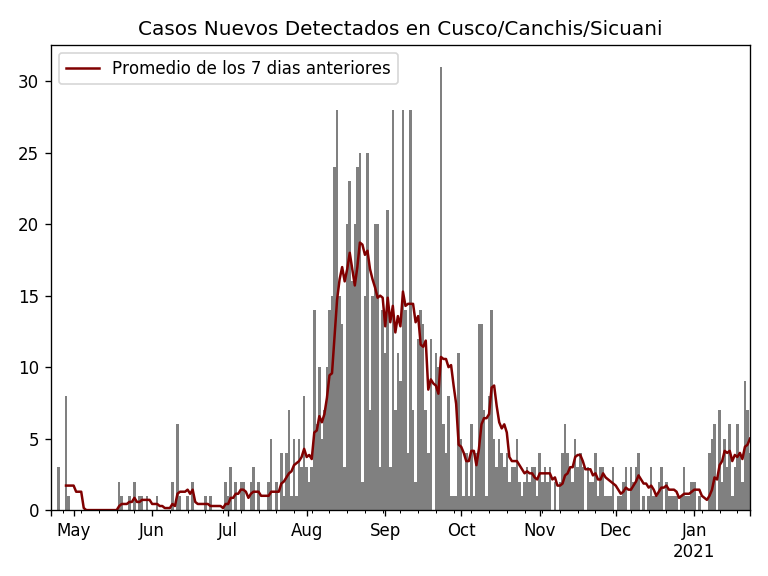 Casos Nuevos Detectados en Cusco/Canchis/Sicuani
Promedio de los 7 dias anteriores
30
25
20
15
10
5
0
May Jun Jul Aug Sep Oct Nov Dec Jan
2021